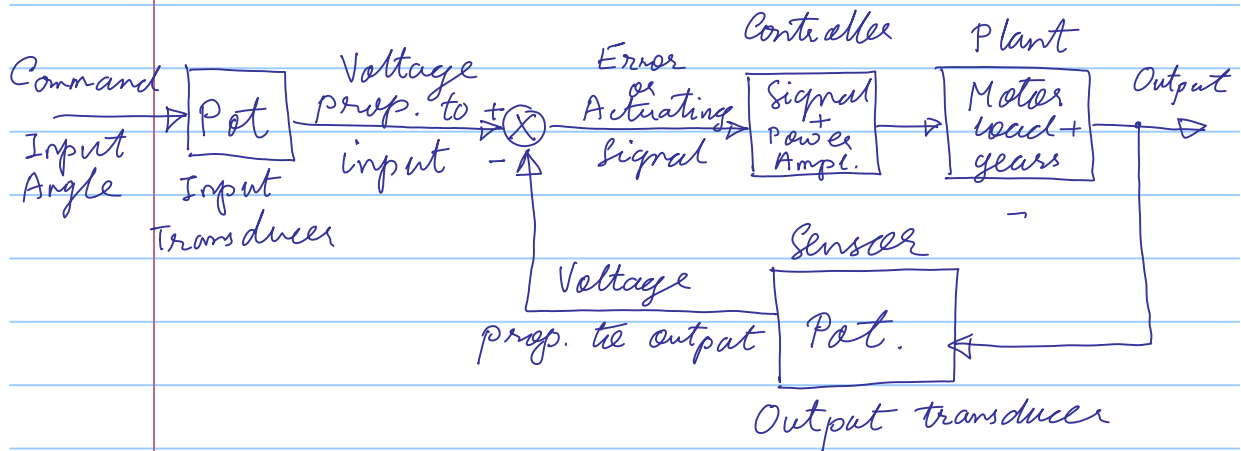 Command
Input
Angle
Pot
Input
Transducer
Voltage
prop. to
input
+
-
Error
or
Actuating
Signal
Controller
Signal
+
Power
Ampl.
Plant
Motor
load +
gears
Output
Sensor
Pot.
Output transducer
Voltage
prop. to output